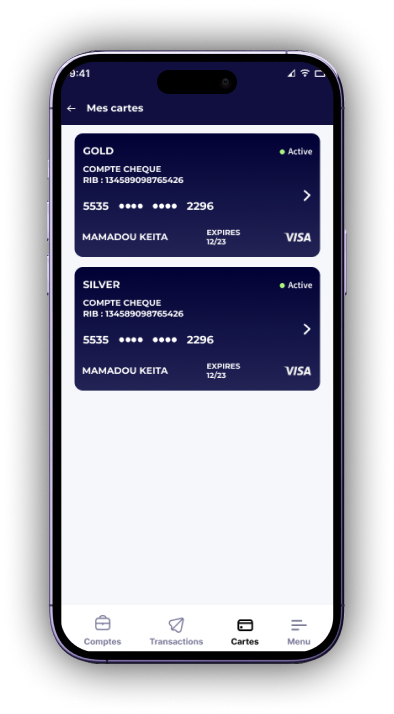 9:41
← Mes cartes
GOLD
● Active
COMPTE CHEQUE
RIB : 134589098765426
5535 •••• •••• 2296
MAMADOU KEITA
EXPIRES
12/23
VISA
SILVER
● Active
COMPTE CHEQUE
RIB : 134589098765426
5535 •••• •••• 2296
MAMADOU KEITA
EXPIRES
12/23
VISA
Comptes Transactions Cartes Menu